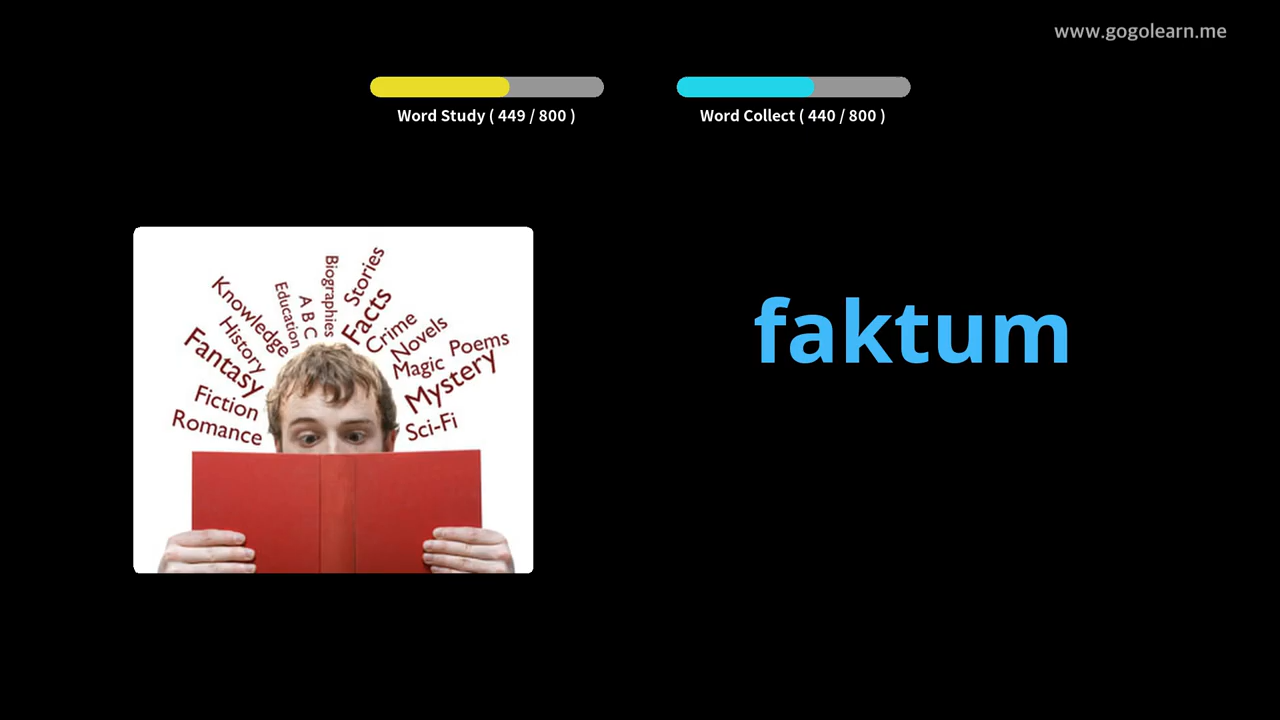 www.gogolearn.me
Word Study ( 449 / 800 )
Word Collect ( 440 / 800 )
Knowledge
Education
A B C
Biographies
Stories
Facts
History
Crime
Novels
Poems
Fantasy
Magic
Mystery
Fiction
Romance
Sci-Fi
faktum